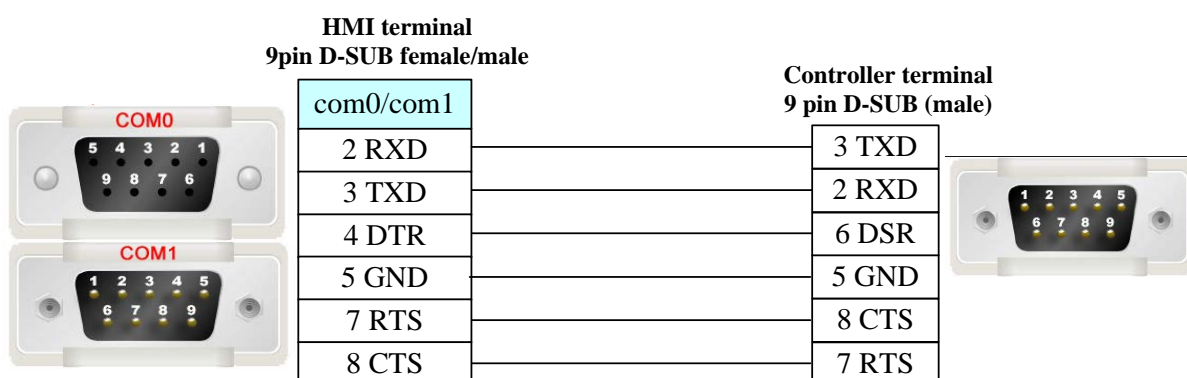 HMI terminal
9pin D-SUB female/male
Controller terminal
9 pin D-SUB (male)
com0/com1
COM0
5 4 3 2 1
9 8 7 6
COM1
1 2 3 4 5
6 7 8 9
2 RXD
3 TXD
4 DTR
5 GND
7 RTS
8 CTS
3 TXD
2 RXD
6 DSR
5 GND
8 CTS
7 RTS
1 2 3 4 5
6 7 8 9